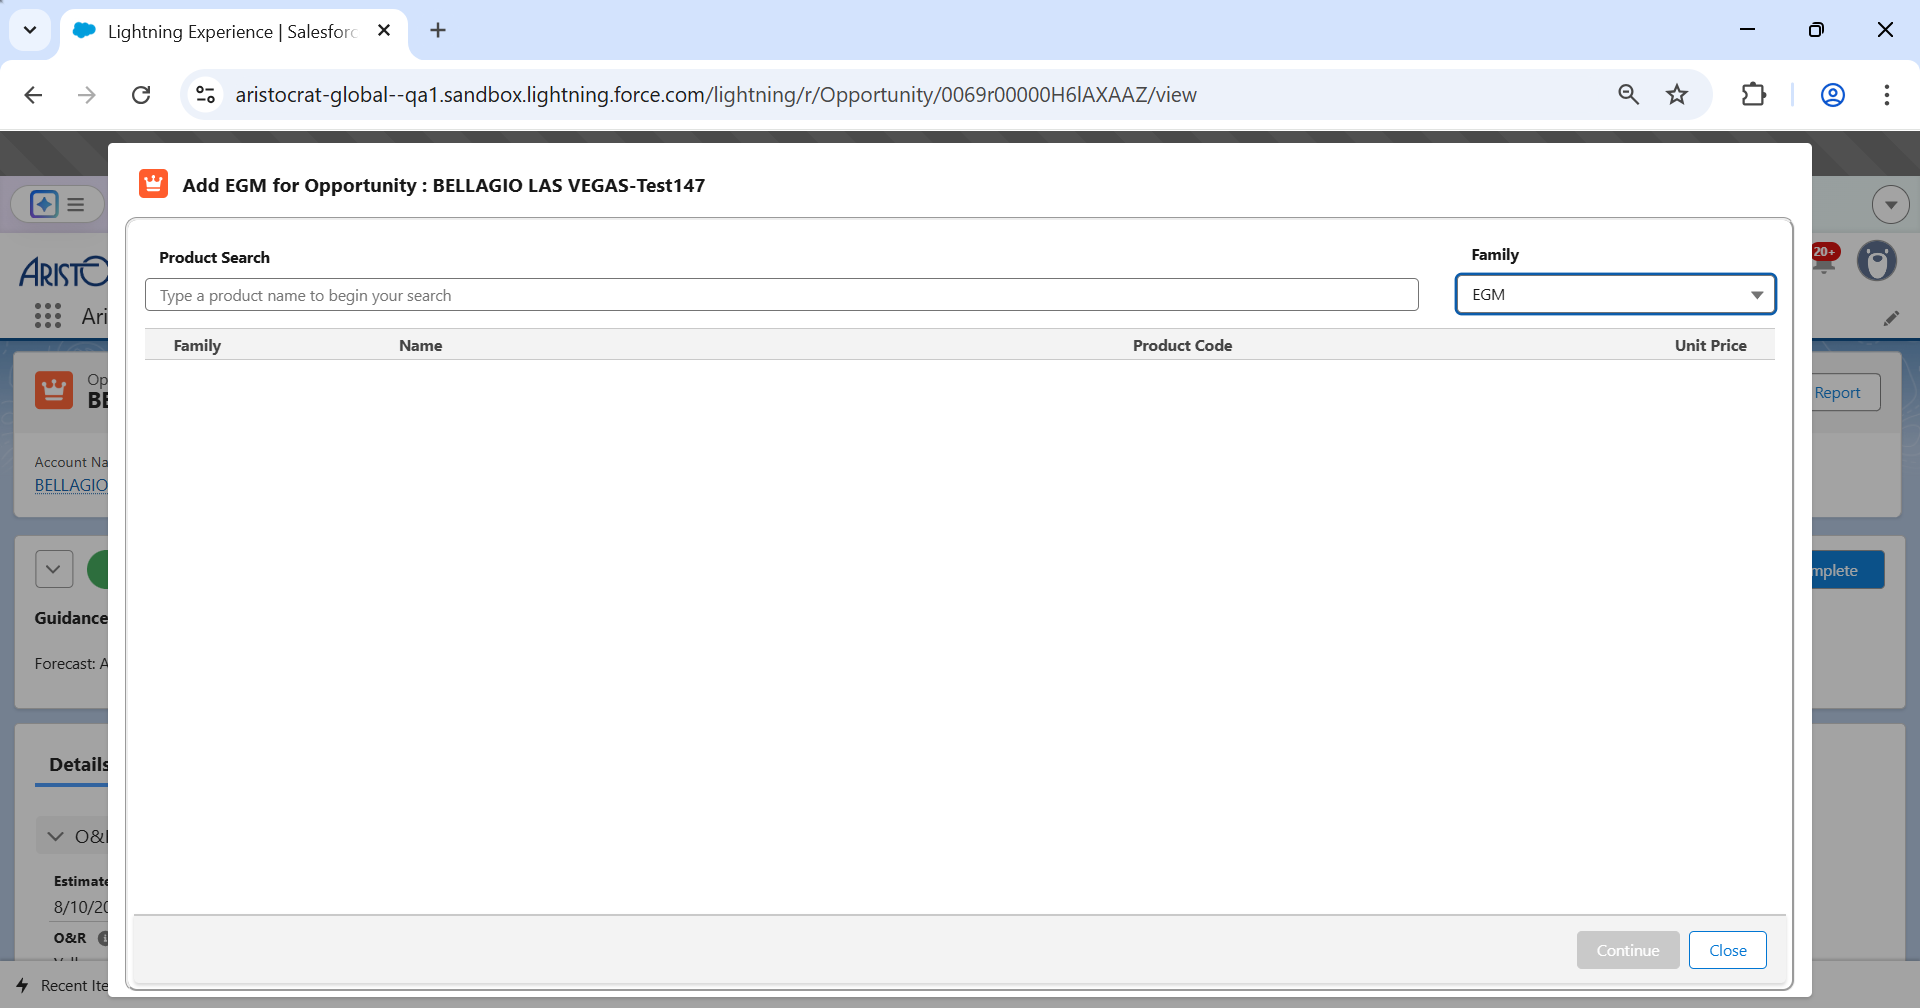 Lightning Experience | Salesforc
aristocrat-global--qa1.sandbox.lightning.force.com/lightning/r/Opportunity/0069r00000H6lAXAAZ/view
Add EGM for Opportunity : BELLAGIO LAS VEGAS-Test147
Product Search
Family
Type a product name to begin your search
EGM
Family Name Product Code Unit Price
20+
Report
Account Na
BELLAGIO
mplete
Guidance
Forecast: A
Details
O&
Estimate
8/10/20
O&R
Continue
Close
Recent Ite
ARISTO
Ari
Op
BE